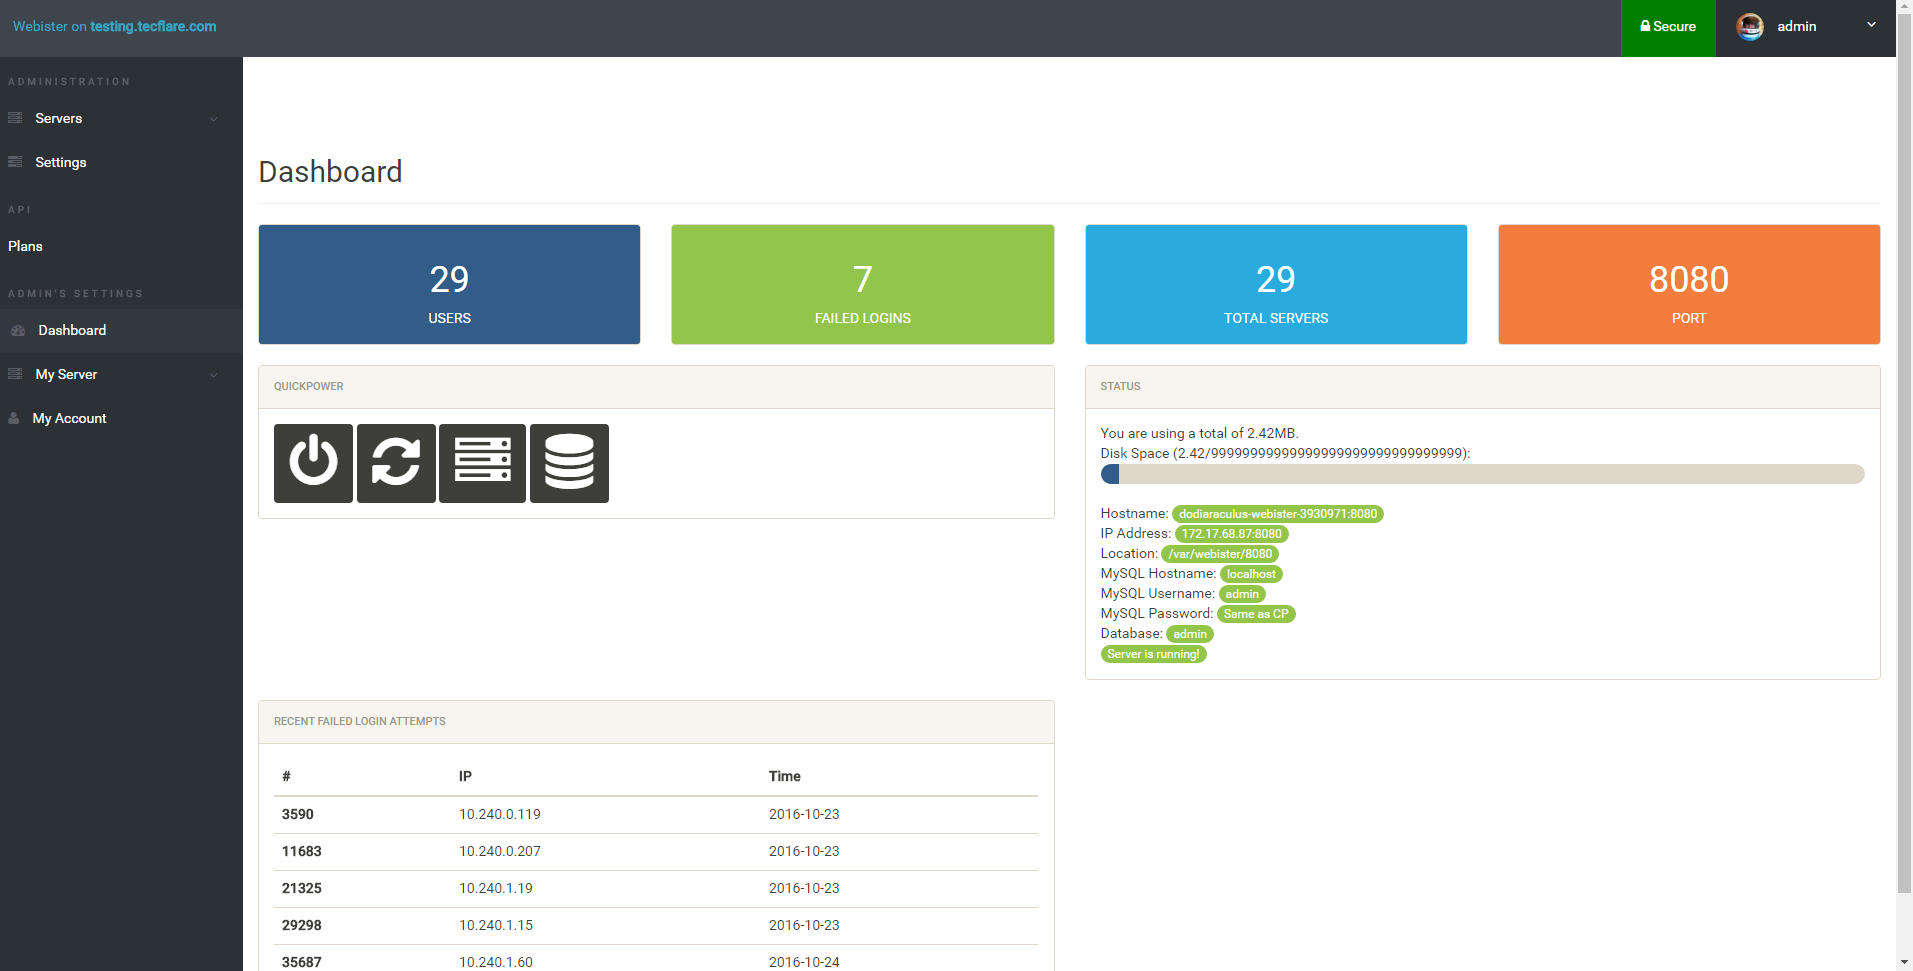 Webister on testing.tecflare.com
Secure
admin
ADMINISTRATION
Servers
Settings
API
Plans
ADMIN'S SETTINGS
Dashboard
My Server
My Account
Dashboard
29
USERS
7
FAILED LOGINS
29
TOTAL SERVERS
8080
PORT
QUICKPOWER
STATUS
You are using a total of 2.42MB.
Disk Space (2.42/99999999999999999999999999999999):
Hostname: dodiaraculus-webister-3930971:8080
IP Address: 172.17.68.87:8080
Location: /var/webister/8080
MySQL Hostname: localhost
MySQL Username: admin
MySQL Password: Same as CP
Database: admin
Server is running!
RECENT FAILED LOGIN ATTEMPTS
# IP Time
3590 10.240.0.119 2016-10-23
11683 10.240.0.207 2016-10-23
21325 10.240.1.19 2016-10-23
29298 10.240.1.15 2016-10-23
35687 10.240.1.60 2016-10-24